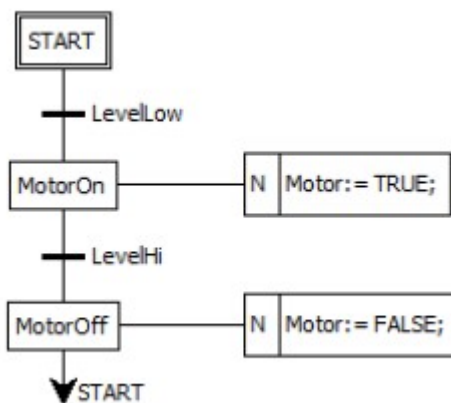 START
LevelLow
MotorOn
N Motor:= TRUE;
LevelHi
MotorOff
N Motor:= FALSE;
START